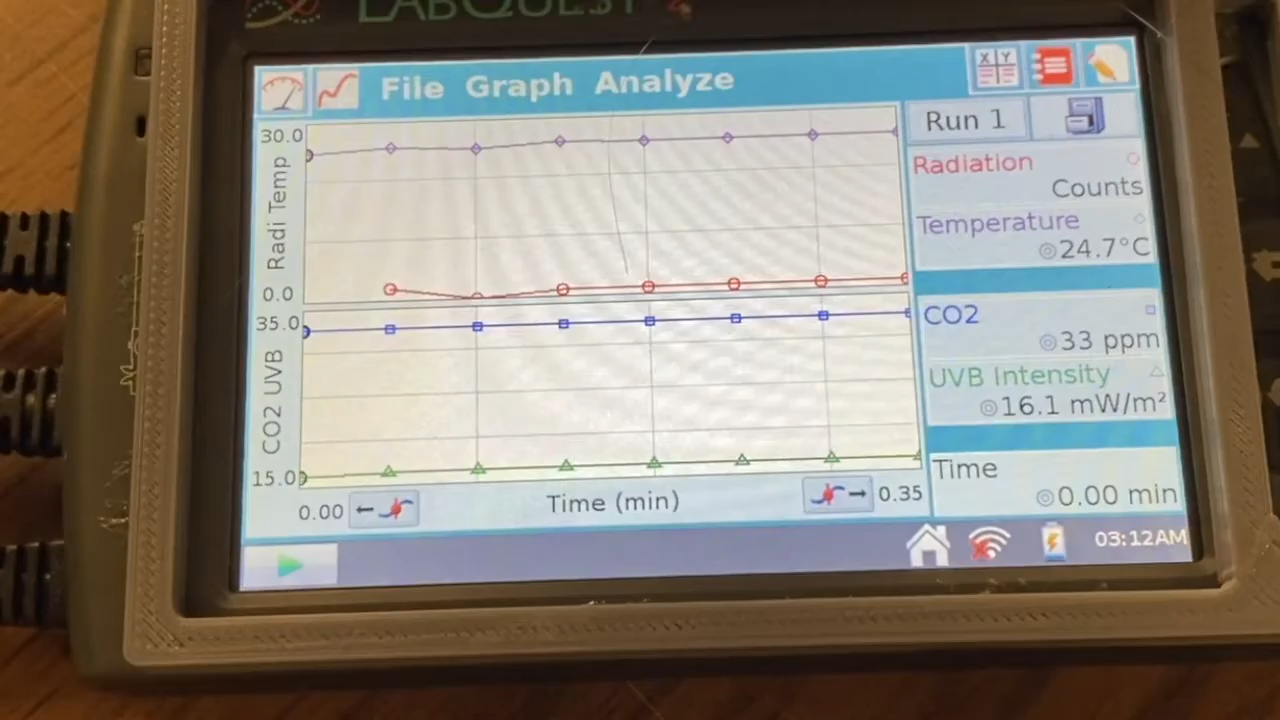 LABQUEST 2
File Graph Analyze
X Y
Run 1
30.0
Radi Temp
0.0
Radiation
Counts
Temperature
24.7°C
35.0
CO2 UVB
15.0
CO2
33 ppm
UVB Intensity
16.1 mW/m²
0.00
Time (min)
0.35
Time
0.00 min
03:12AM